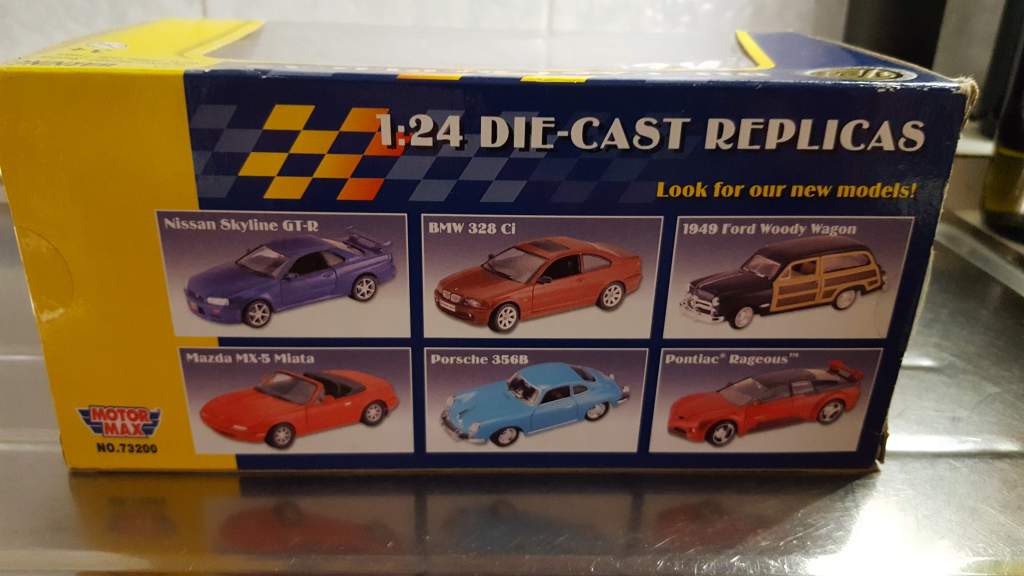 1:24 DIE-CAST REPLICAS
Look for our new models!
Nissan Skyline GT-R
BMW 328 Ci
1949 Ford Woody Wagon
Mazda MX-5 Miata
Porsche 356B
Pontiac® Rageous™
MOTOR
MAX
NO.73200